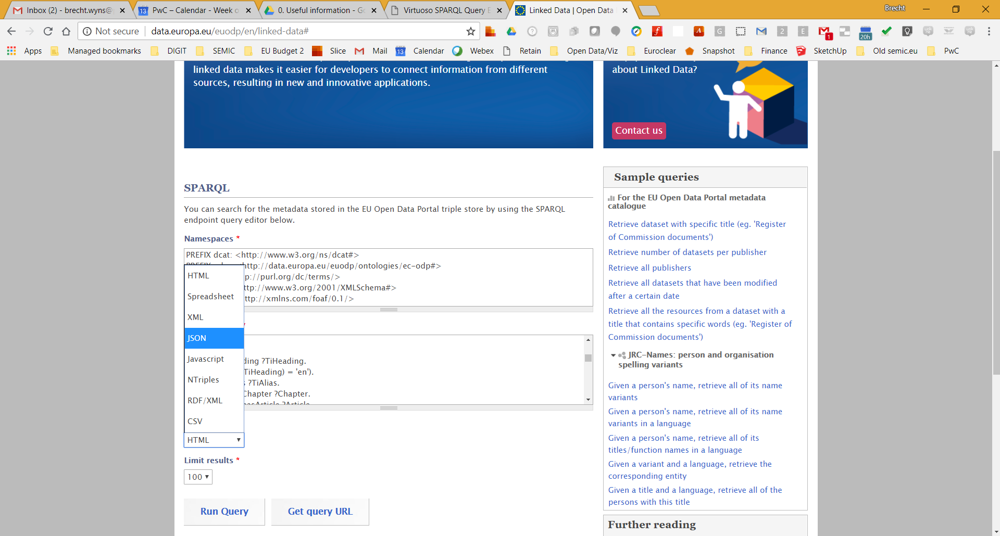 Inbox (2) - brecht.wyns@p
PwC – Calendar - Week o
0. Useful information - Go
Virtuoso SPARQL Query E
Linked Data | Open Data
Brecht
Not secure
data.europa.eu/euodp/en/linked-data#
G
2
E
1
20h
Apps
Managed bookmarks
DIGIT
SEMIC
EU Budget 2
Slice
Mail
13
Calendar
Webex
Retain
Open Data/Viz
Euroclear
Snapshot
Finance
SketchUp
Old semic.eu
PwC
linked data makes it easier for developers to connect information from different
sources, resulting in new and innovative applications.
about Linked Data?
Contact us
SPARQL
You can search for the metadata stored in the EU Open Data Portal triple store by using the SPARQL
endpoint query editor below.
Namespaces *
PREFIX dcat: <http://www.w3.org/ns/dcat#>
http://data.europa.eu/euodp/ontologies/ec-odp#>
p://purl.org/dc/terms/>
ttp://www.w3.org/2001/XMLSchema#>
ttp://xmlns.com/foaf/0.1/>
*
ding ?TiHeading.
TiHeading) = 'en').
s ?TiAlias.
Chapter ?Chapter.
hasArticle ?Article
HTML
Spreadsheet
XML
JSON
Javascript
NTriples
RDF/XML
CSV
HTML
Limit results *
100
Run Query
Get query URL
Sample queries
For the EU Open Data Portal metadata
catalogue
Retrieve dataset with specific title (eg. 'Register
of Commission documents')
Retrieve number of datasets per publisher
Retrieve all publishers
Retrieve all datasets that have been modified
after a certain date
Retrieve all the resources from a dataset with a
title that contains specific words (eg. 'Register of
Commission documents')
JRC-Names: person and organisation
spelling variants
Given a person's name, retrieve all of its name
variants
Given a person's name, retrieve all of its name
variants in a language
Given a person's name, retrieve all of its
titles/function names in a language
Given a variant and a language, retrieve the
corresponding entity
Given a title and a language, retrieve all of the
persons with this title
Further reading